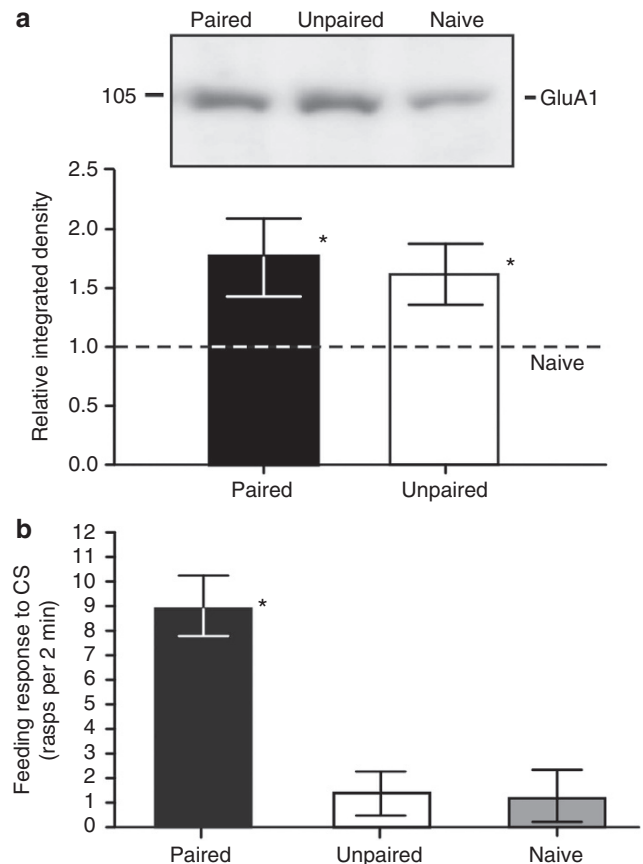 a
Paired Unpaired Naive
105
GluA1
Relative integrated density
2.5
2.0
1.5
1.0
0.5
0.0
*
*
Naive
Paired Unpaired
b
Feeding response to CS
(rasps per 2 min)
12
11
10
9
8
7
6
5
4
3
2
1
0
*
Paired Unpaired Naive